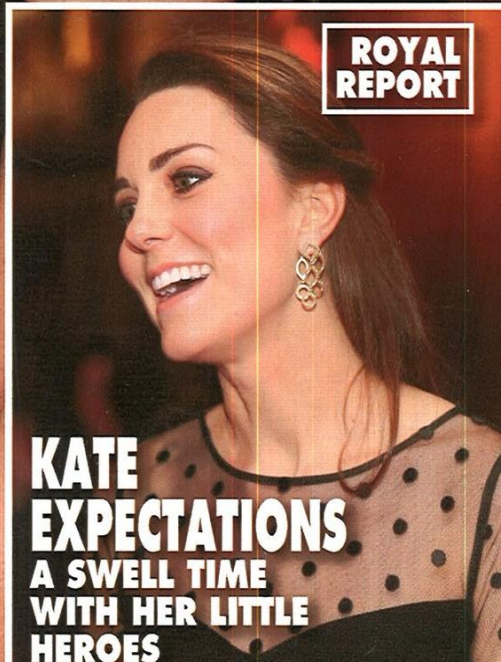 ROYAL
REPORT
KATE
EXPECTATIONS
A SWELL TIME
WITH HER LITTLE
HEROES